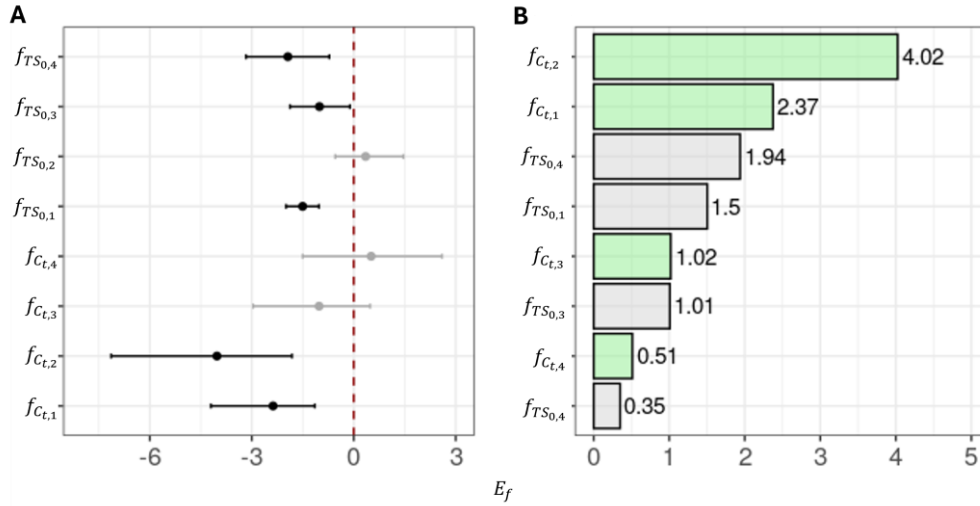 A
f_{TS_{0,4}}
f_{TS_{0,3}}
f_{TS_{0,2}}
f_{TS_{0,1}}
f_{C_{t,4}}
f_{C_{t,3}}
f_{C_{t,2}}
f_{C_{t,1}}
-6 -3 0 3
B
f_{C_{t,2}} 4.02
f_{C_{t,1}} 2.37
f_{TS_{0,4}} 1.94
f_{TS_{0,1}} 1.5
f_{C_{t,3}} 1.02
f_{TS_{0,3}} 1.01
f_{C_{t,4}} 0.51
f_{TS_{0,4}} 0.35
0 1 2 3 4 5
E_f